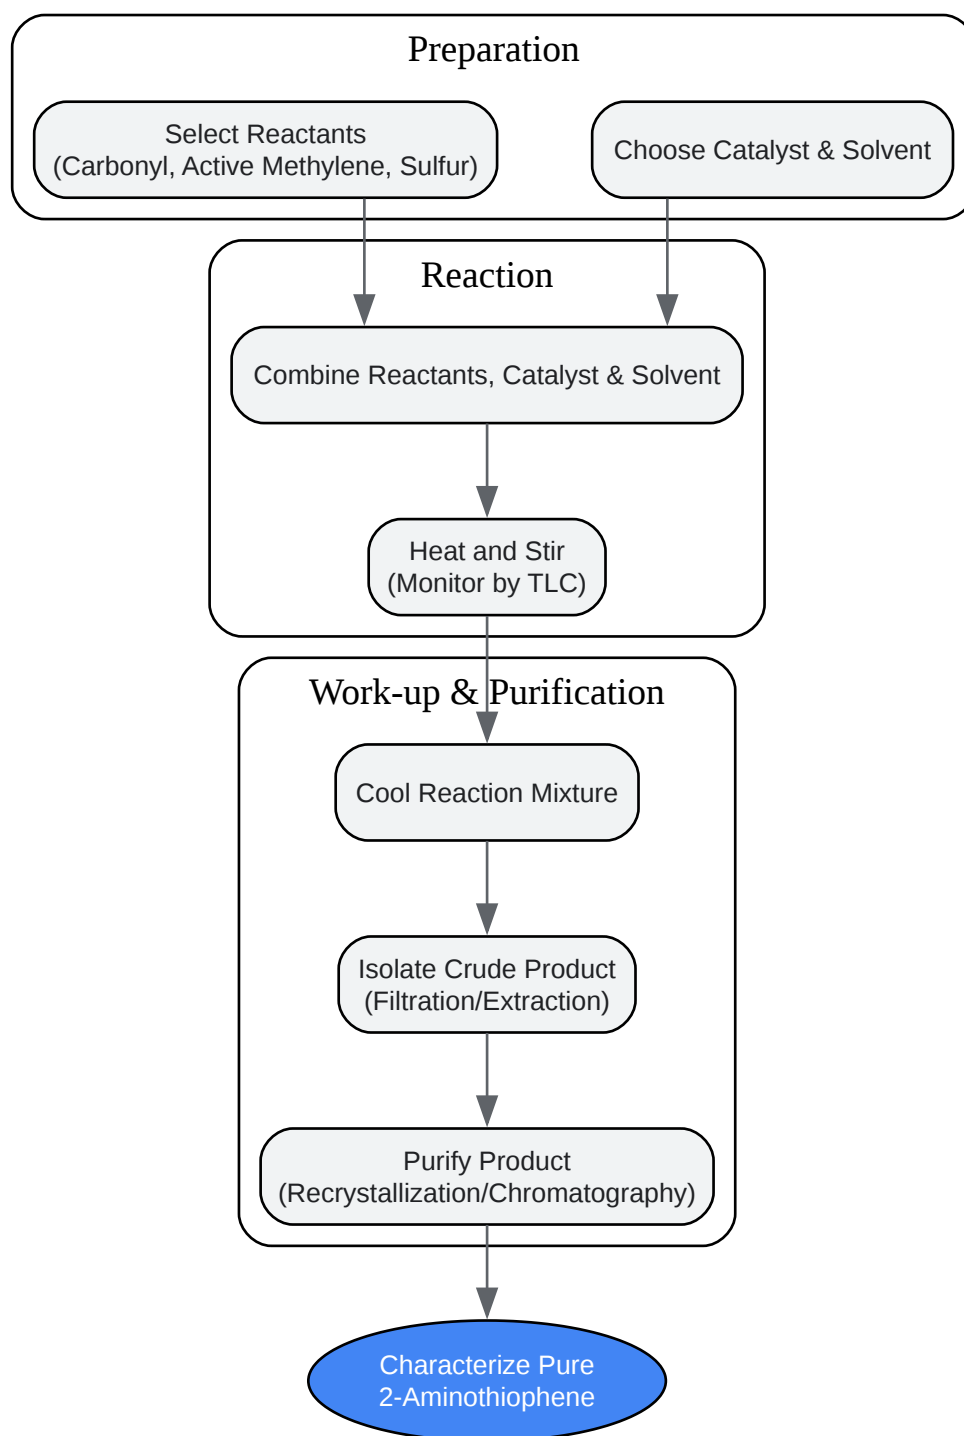 Preparation
Select Reactants
(Carbonyl, Active Methylene, Sulfur)
Choose Catalyst & Solvent
Reaction
Combine Reactants, Catalyst & Solvent
Heat and Stir
(Monitor by TLC)
Work-up & Purification
Cool Reaction Mixture
Isolate Crude Product
(Filtration/Extraction)
Purify Product
(Recrystallization/Chromatography)
Characterize Pure
2-Aminothiophene